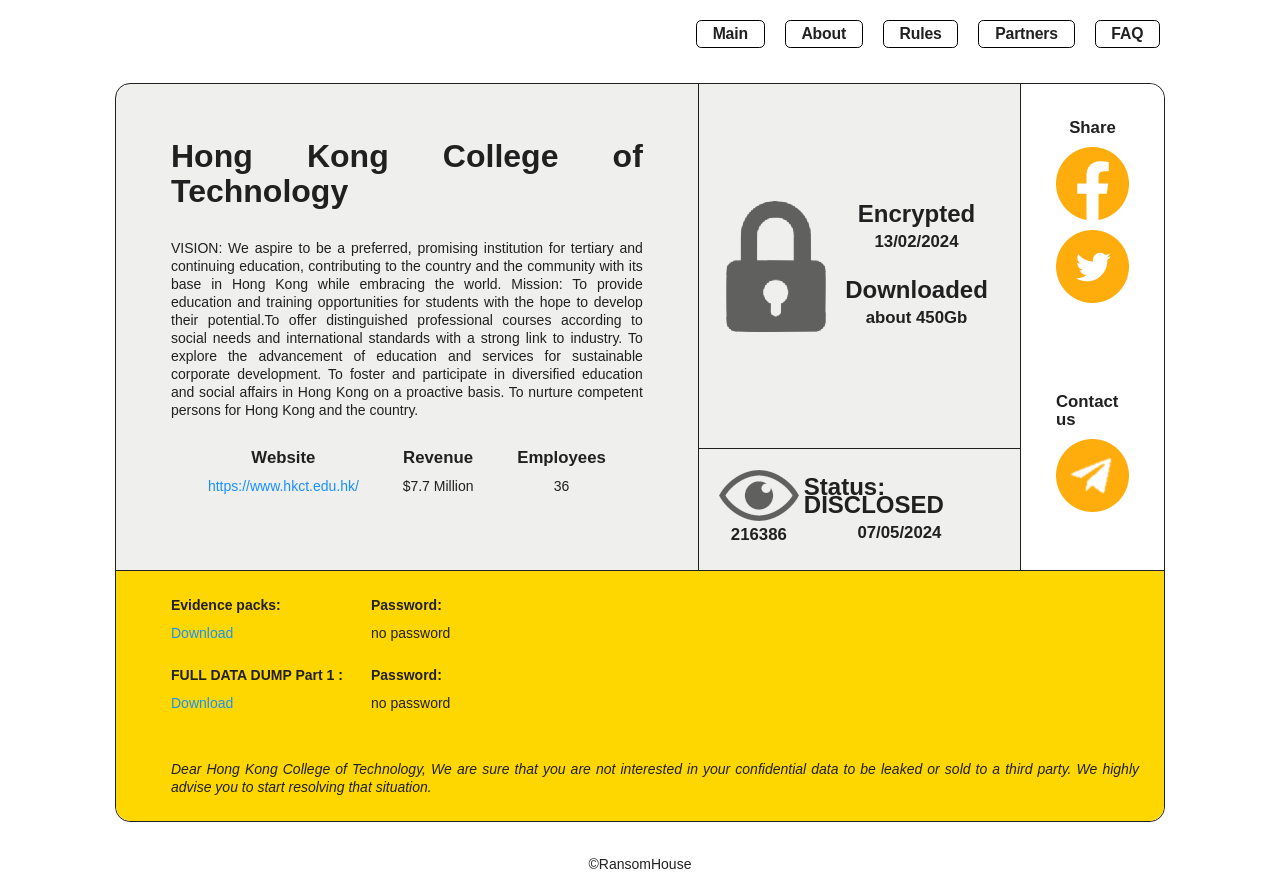 Main About Rules Partners FAQ
Hong Kong College of
Technology
VISION: We aspire to be a preferred, promising institution for tertiary and
continuing education, contributing to the country and the community with its
base in Hong Kong while embracing the world. Mission: To provide
education and training opportunities for students with the hope to develop
their potential.To offer distinguished professional courses according to
social needs and international standards with a strong link to industry. To
explore the advancement of education and services for sustainable
corporate development. To foster and participate in diversified education
and social affairs in Hong Kong on a proactive basis. To nurture competent
persons for Hong Kong and the country.
Website Revenue Employees
https://www.hkct.edu.hk/ $7.7 Million 36
Encrypted
13/02/2024
Downloaded
about 450Gb
Status:
DISCLOSED
216386 07/05/2024
Share
Contact
us
Evidence packs: Password:
Download no password
FULL DATA DUMP Part 1 : Password:
Download no password
Dear Hong Kong College of Technology, We are sure that you are not interested in your confidential data to be leaked or sold to a third party. We highly
advise you to start resolving that situation.
©RansomHouse